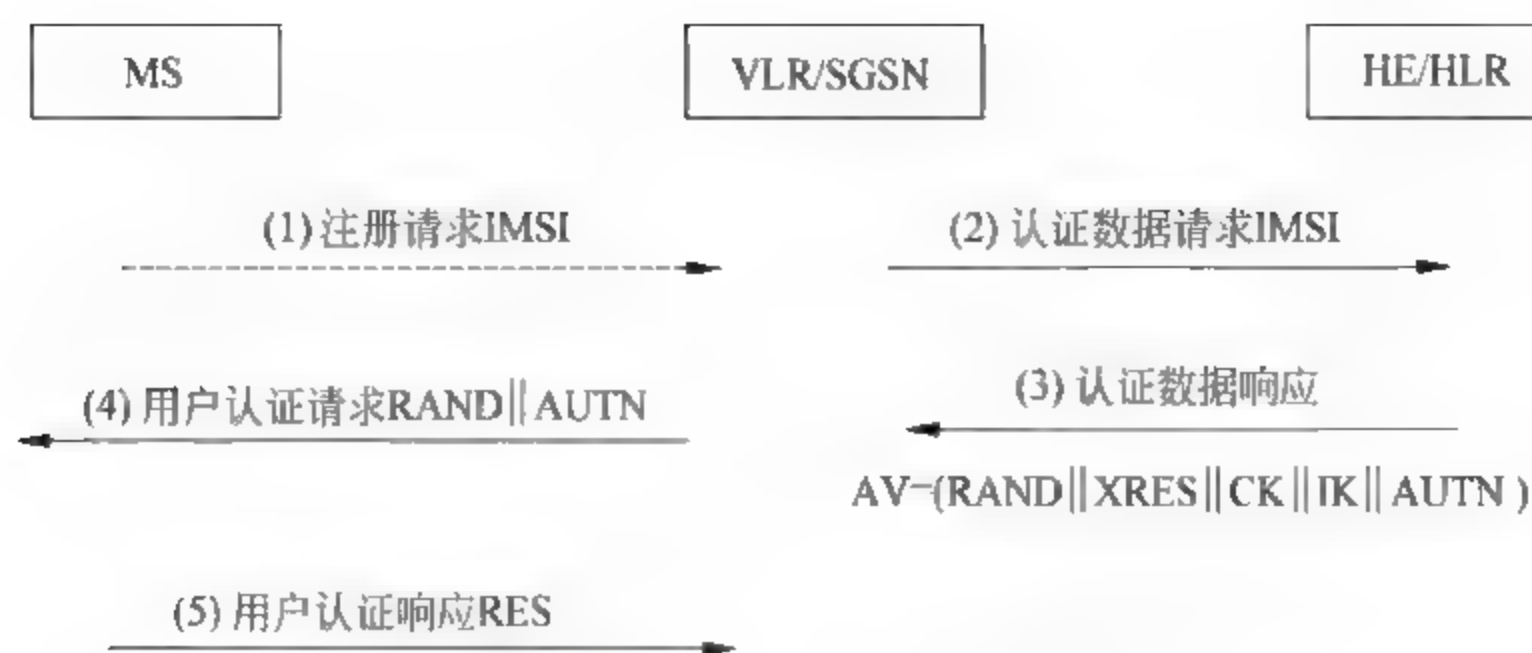 MS
VLR/SGSN
HE/HLR
(1) 注册请求IMSI
(2) 认证数据请求IMSI
(3) 认证数据响应
(4) 用户认证请求RAND‖AUTN
AV=(RAND‖XRES‖CK‖IK‖AUTN )
(5) 用户认证响应RES